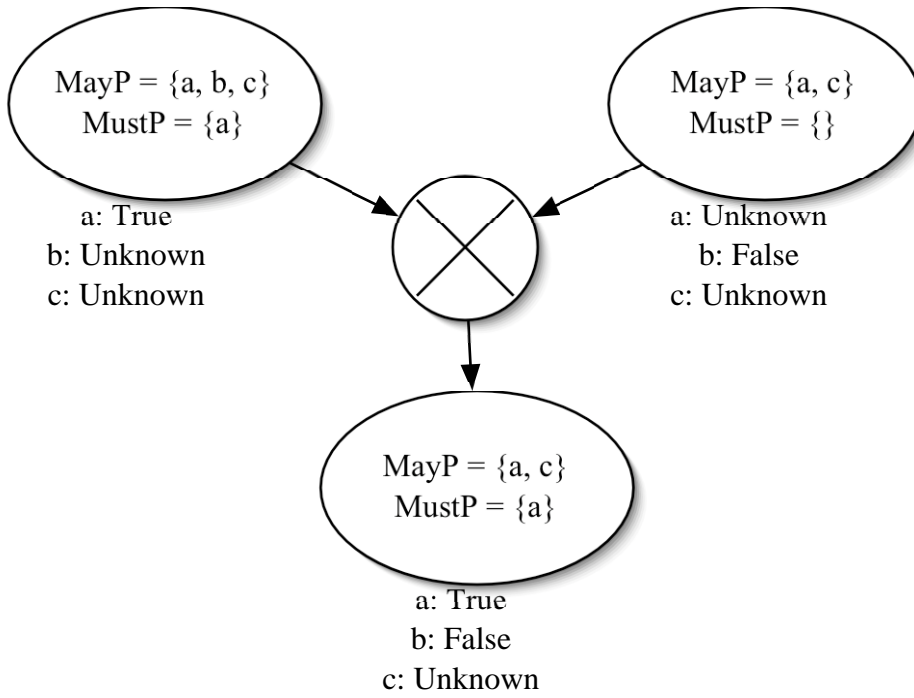 MayP = {a, b, c}
MustP = {a}
a: True
b: Unknown
c: Unknown
MayP = {a, c}
MustP = {}
a: Unknown
b: False
c: Unknown
MayP = {a, c}
MustP = {a}
a: True
b: False
c: Unknown